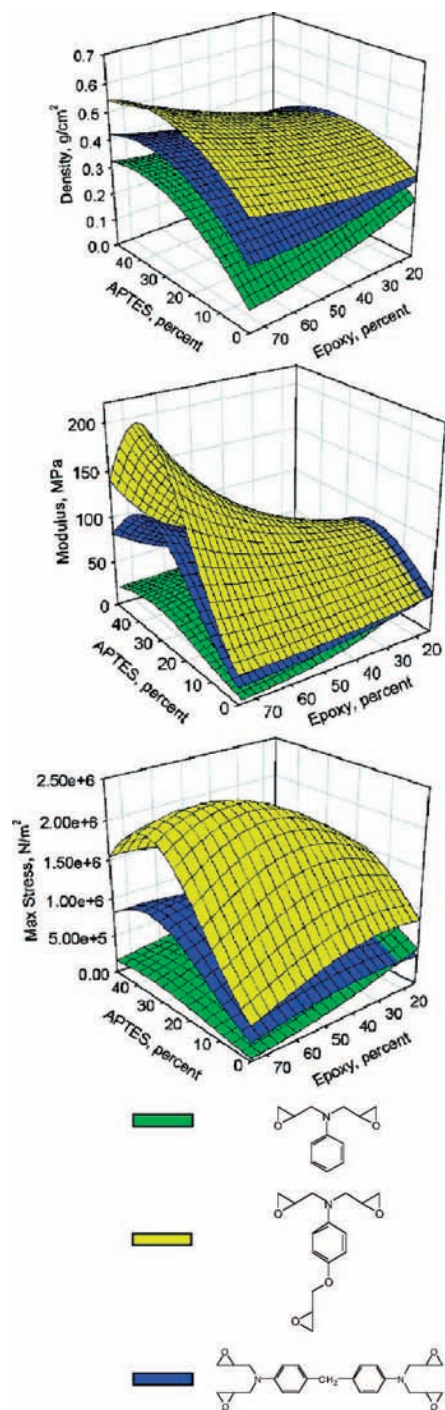 Density, g/cm²
0.7
0.6
0.5
0.4
0.3
0.2
0.1
0.0
40
30
20
10
0
APTES, percent
70
60
50
40
30
20
Epoxy, percent
Modulus, MPa
200
150
100
50
0
40
30
20
10
0
APTES, percent
70
60
50
40
30
20
Epoxy, percent
Max Stress, N/m²
2.50e+6
2.00e+6
1.50e+6
1.00e+6
5.00e+5
0.00
40
30
20
10
0
APTES, percent
70
60
50
40
30
20
Epoxy, percent
O N O
O N O
O
O
O O
N CH₂ N
O O